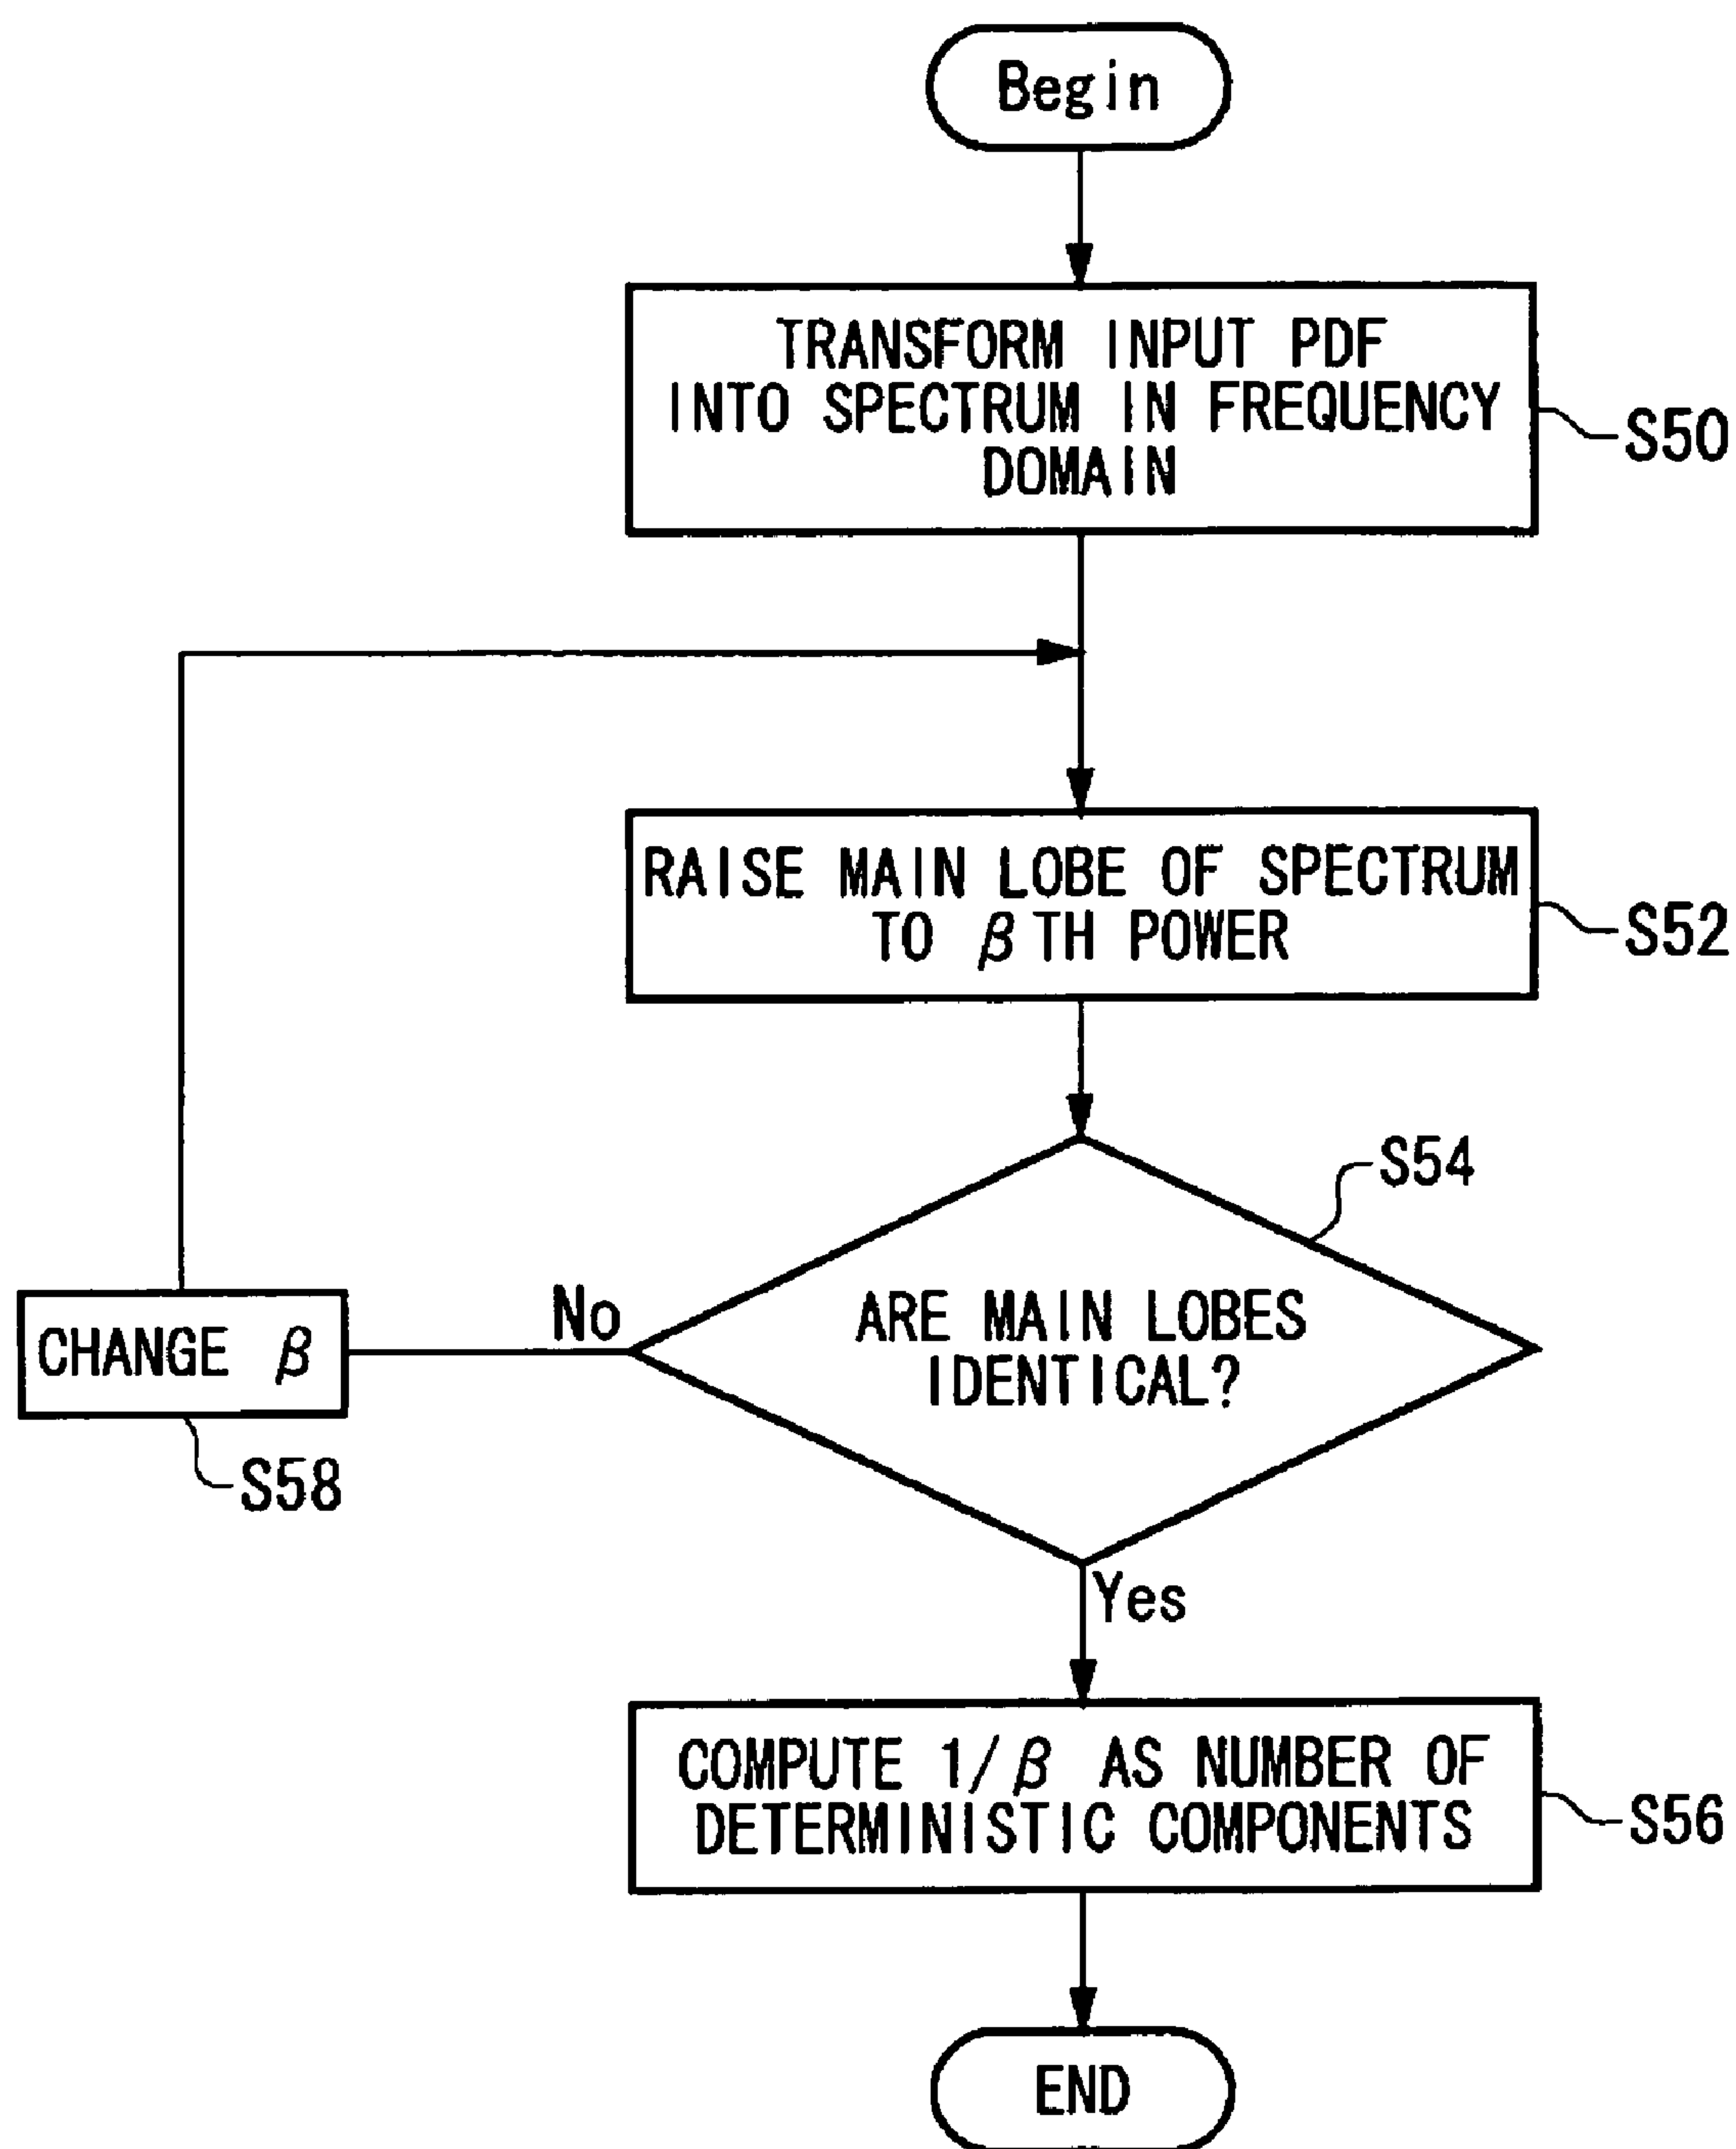 Begin
TRANSFORM INPUT PDF
INTO SPECTRUM IN FREQUENCY
DOMAIN
S50
RAISE MAIN LOBE OF SPECTRUM
TO β TH POWER
S52
S54
ARE MAIN LOBES
IDENTICAL?
No
CHANGE β
S58
Yes
COMPUTE 1/β AS NUMBER OF
DETERMINISTIC COMPONENTS
S56
END